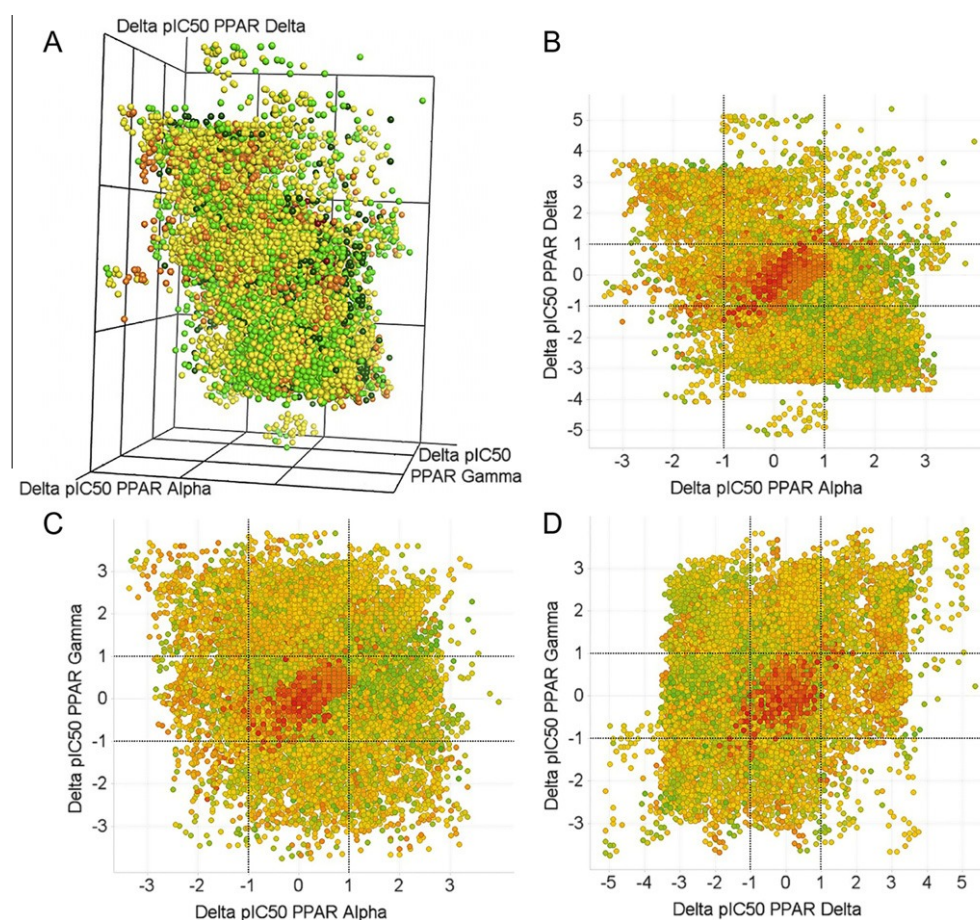 A
Delta pIC50 PPAR Delta
Delta pIC50 PPAR Alpha
Delta pIC50
PPAR Gamma
B
Delta pIC50 PPAR Delta
5
4
3
2
1
0
-1
-2
-3
-4
-5
-3 -2 -1 0 1 2 3
Delta pIC50 PPAR Alpha
C
Delta pIC50 PPAR Gamma
3
2
1
0
-1
-2
-3
-3 -2 -1 0 1 2 3
Delta pIC50 PPAR Alpha
D
Delta pIC50 PPAR Gamma
3
2
1
0
-1
-2
-3
-5 -4 -3 -2 -1 0 1 2 3 4 5
Delta pIC50 PPAR Delta